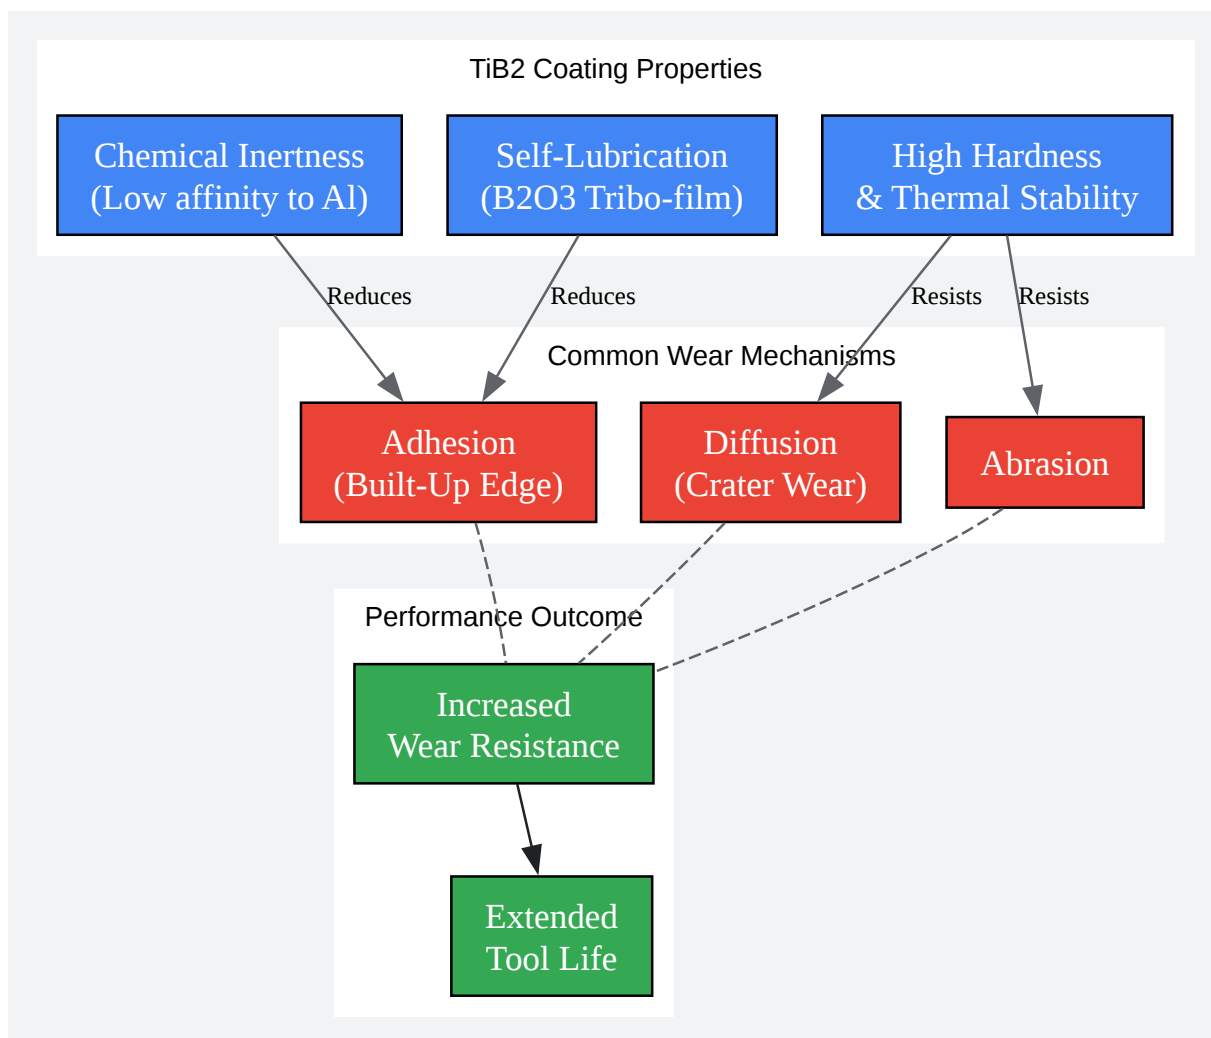 TiB2 Coating Properties
Chemical Inertness
(Low affinity to Al)
Self-Lubrication
(B2O3 Tribo-film)
High Hardness
& Thermal Stability
Reduces
Reduces
Resists
Resists
Common Wear Mechanisms
Adhesion
(Built-Up Edge)
Diffusion
(Crater Wear)
Abrasion
Performance Outcome
Increased
Wear Resistance
Extended
Tool Life